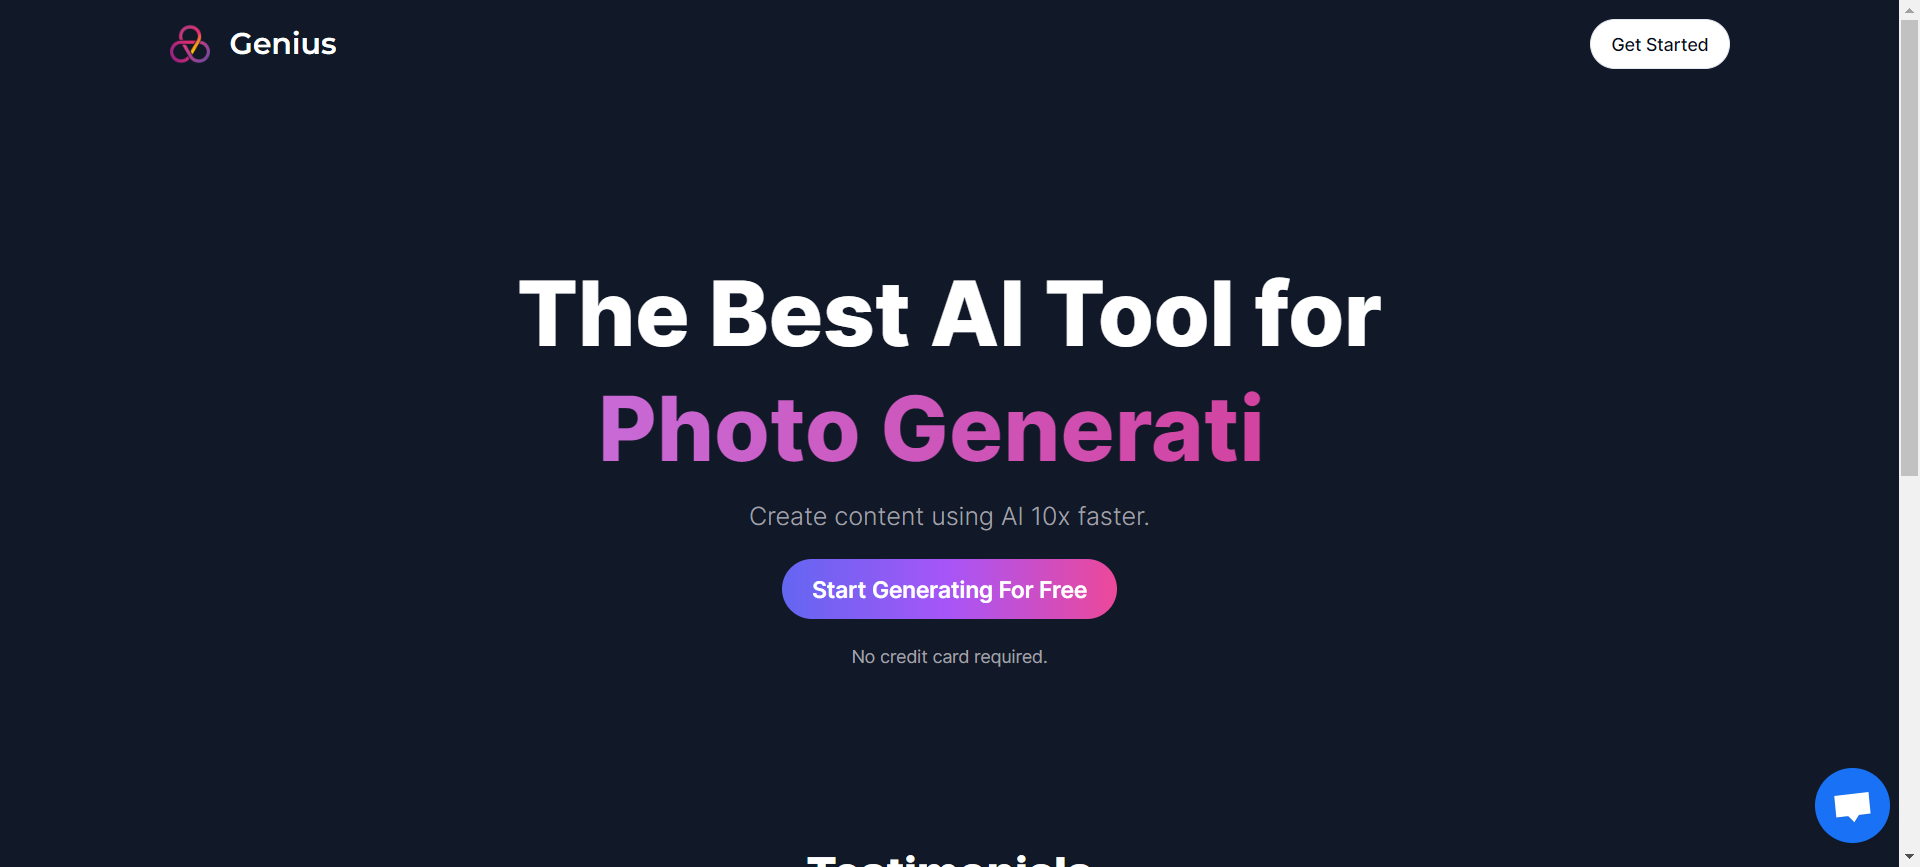 Genius
Get Started
The Best AI Tool for
Photo Generati
Create content using AI 10x faster.
Start Generating For Free
No credit card required.
Testimonials